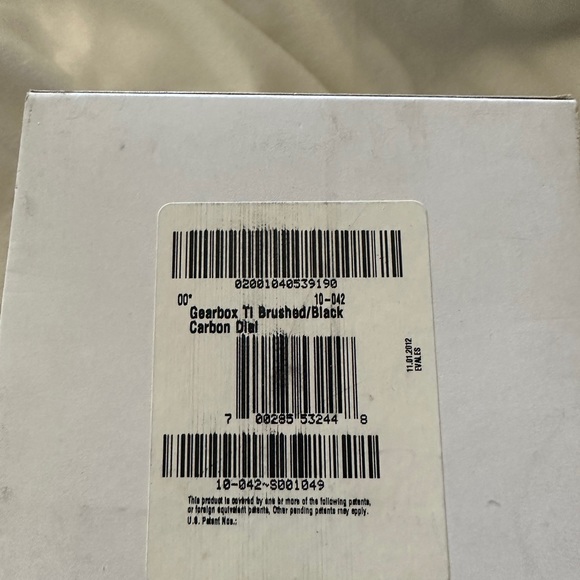 02001040539190
00" 10-042
Gearbox TI Brushed/Black
Carbon Dial
11.01.2012
EVALES
7 00285 53244 8
10-042~S001049
This product is covered by one or more of the following patents,
or foreign equivalent patents, Other pending patents may apply.
U.S. Patent Nos.: